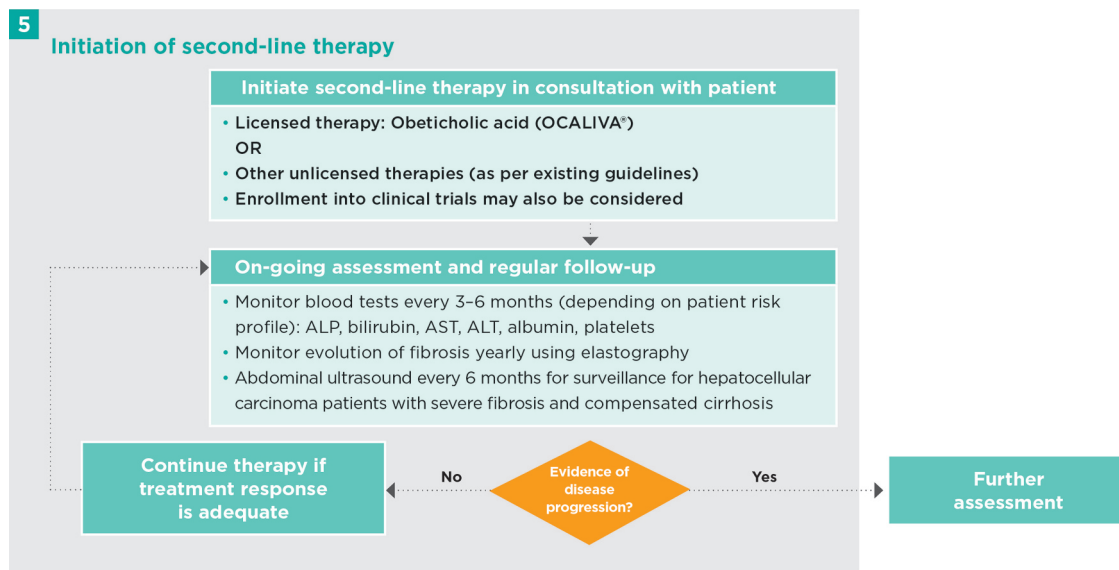 5
Initiation of second-line therapy
Initiate second-line therapy in consultation with patient
• Licensed therapy: Obeticholic acid (OCALIVA®)
OR
• Other unlicensed therapies (as per existing guidelines)
• Enrollment into clinical trials may also be considered
On-going assessment and regular follow-up
• Monitor blood tests every 3–6 months (depending on patient risk
profile): ALP, bilirubin, AST, ALT, albumin, platelets
• Monitor evolution of fibrosis yearly using elastography
• Abdominal ultrasound every 6 months for surveillance for hepatocellular
carcinoma patients with severe fibrosis and compensated cirrhosis
Continue therapy if
treatment response
is adequate
No
Evidence of
disease
progression?
Yes
Further
assessment